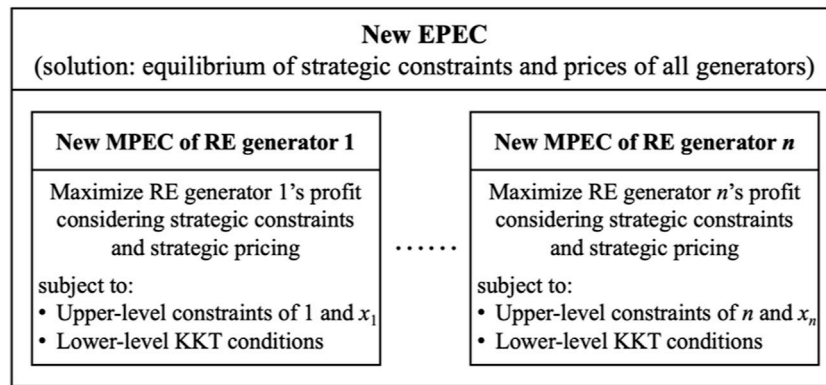 New EPEC
(solution: equilibrium of strategic constraints and prices of all generators)
New MPEC of RE generator 1
Maximize RE generator 1's profit
considering strategic constraints
and strategic pricing
subject to:
• Upper-level constraints of 1 and x₁
• Lower-level KKT conditions
……
New MPEC of RE generator n
Maximize RE generator n's profit
considering strategic constraints
and strategic pricing
subject to:
• Upper-level constraints of n and xₙ
• Lower-level KKT conditions